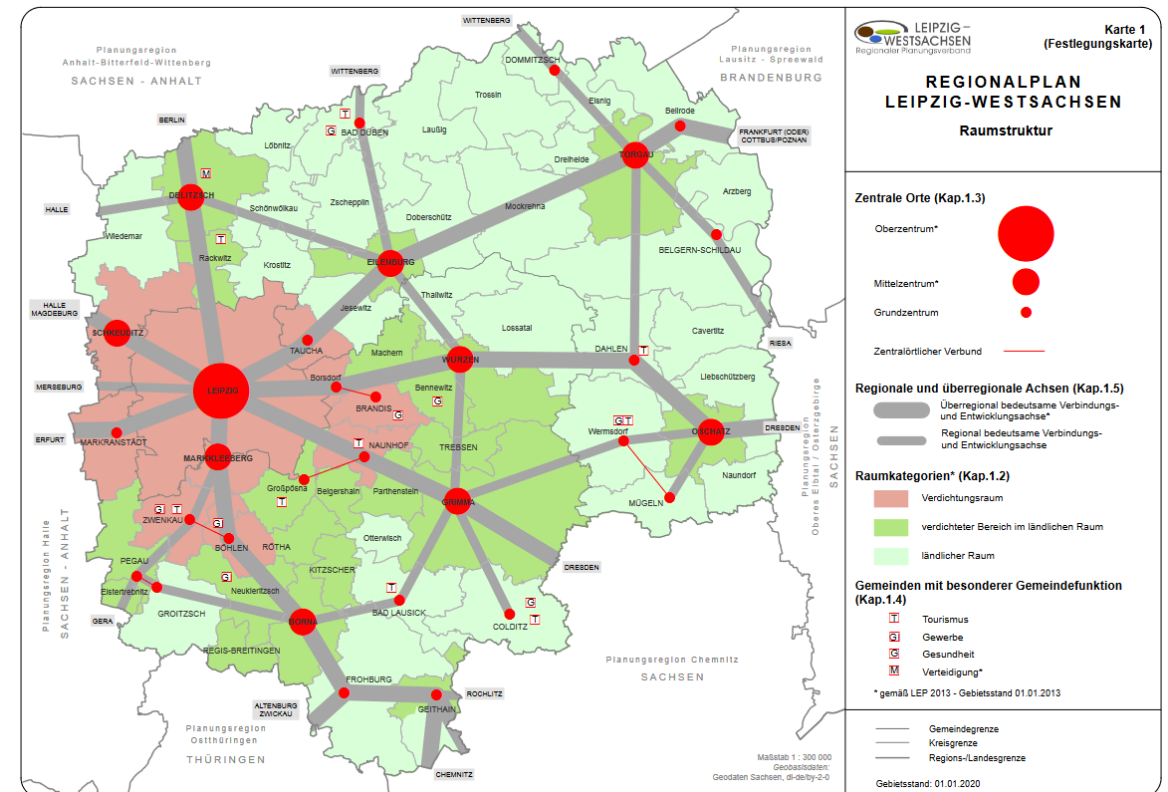 WITTENBERG
Planungsregion
Anhalt-Bitterfeld-Wittenberg
SACHSEN - ANHALT
Planungsregion
Lausitz - Spreewald
BRANDENBURG
DOMMITZSCH
WITTENBERG
Trossin
Elsnig
Beilrode
BERLIN
T
G
BAD DÜBEN
Laußig
FRANKFURT (ODER)
COTTBUS/POZNAN
Löbnitz
TORGAU
Dreiheide
M
DELITZSCH
Zschepplin
Arzberg
HALLE
Schönwölkau
Mockrehna
Doberschütz
Wiedemar
T
Rackwitz
BELGERN-SCHILDAU
Krostitz
EILENBURG
Thallwitz
HALLE
MAGDEBURG
Jesewitz
SCHKEUDITZ
Lossatal
Cavertitz
RIESA
TAUCHA
Machern
DAHLEN
T
WURZEN
Liebschützberg
MERSEBURG
LEIPZIG
Borsdorf
Bennewitz
G
BRANDIS
G
G T
Wermsdorf
OSCHATZ
DRESDEN
ERFURT
MARKRANSTÄDT
T
NAUNHOF
TREBSEN
MARKKLEEBERG
Naundorf
Großpösna
T
Belgershain
Parthenstein
GRIMMA
MÜGELN
G T
ZWENKAU
G
BÖHLEN
RÖTHA
Otterwisch
PEGAU
KITZSCHER
DRESDEN
G
Elstertrebnitz
Neukieritzsch
T
BAD LAUSICK
GROITZSCH
GERA
BORNA
G
COLDITZ
T
REGIS-BREITINGEN
FROHBURG
ROCHLITZ
GEITHAIN
ALTENBURG
ZWICKAU
CHEMNITZ
Planungsregion Halle
SACHSEN - ANHALT
Planungsregion
Oberes Elbtal / Osterzgebirge
SACHSEN
Planungsregion Chemnitz
SACHSEN
Planungsregion
Ostthüringen
THÜRINGEN
Maßstab 1 : 300 000
Geobasisdaten:
Geodaten Sachsen, dl-de/by-2-0
LEIPZIG–
WESTSACHSEN
Regionaler Planungsverband
Karte 1
(Festlegungskarte)
REGIONALPLAN
LEIPZIG-WESTSACHSEN
Raumstruktur
Zentrale Orte (Kap.1.3)
Oberzentrum*
Mittelzentrum*
Grundzentrum
Zentralörtlicher Verbund
Regionale und überregionale Achsen (Kap.1.5)
Überregional bedeutsame Verbindungs-
und Entwicklungsachse*
Regional bedeutsame Verbindungs-
und Entwicklungsachse
Raumkategorien* (Kap.1.2)
Verdichtungsraum
verdichteter Bereich im ländlichen Raum
ländlicher Raum
Gemeinden mit besonderer Gemeindefunktion
(Kap.1.4)
T Tourismus
G Gewerbe
G Gesundheit
M Verteidigung*
* gemäß LEP 2013 - Gebietsstand 01.01.2013
Gemeindegrenze
Kreisgrenze
Regions-/Landesgrenze
Gebietsstand: 01.01.2020